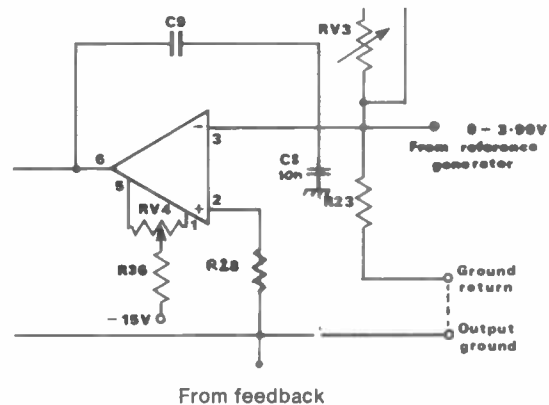 C9
RV3
0 - 3.99V
From reference
generator
6
-
3
C8
10n
5
RV4
1
+
2
R23
R36
R28
-15V
Ground
return
Output
ground
From feedback